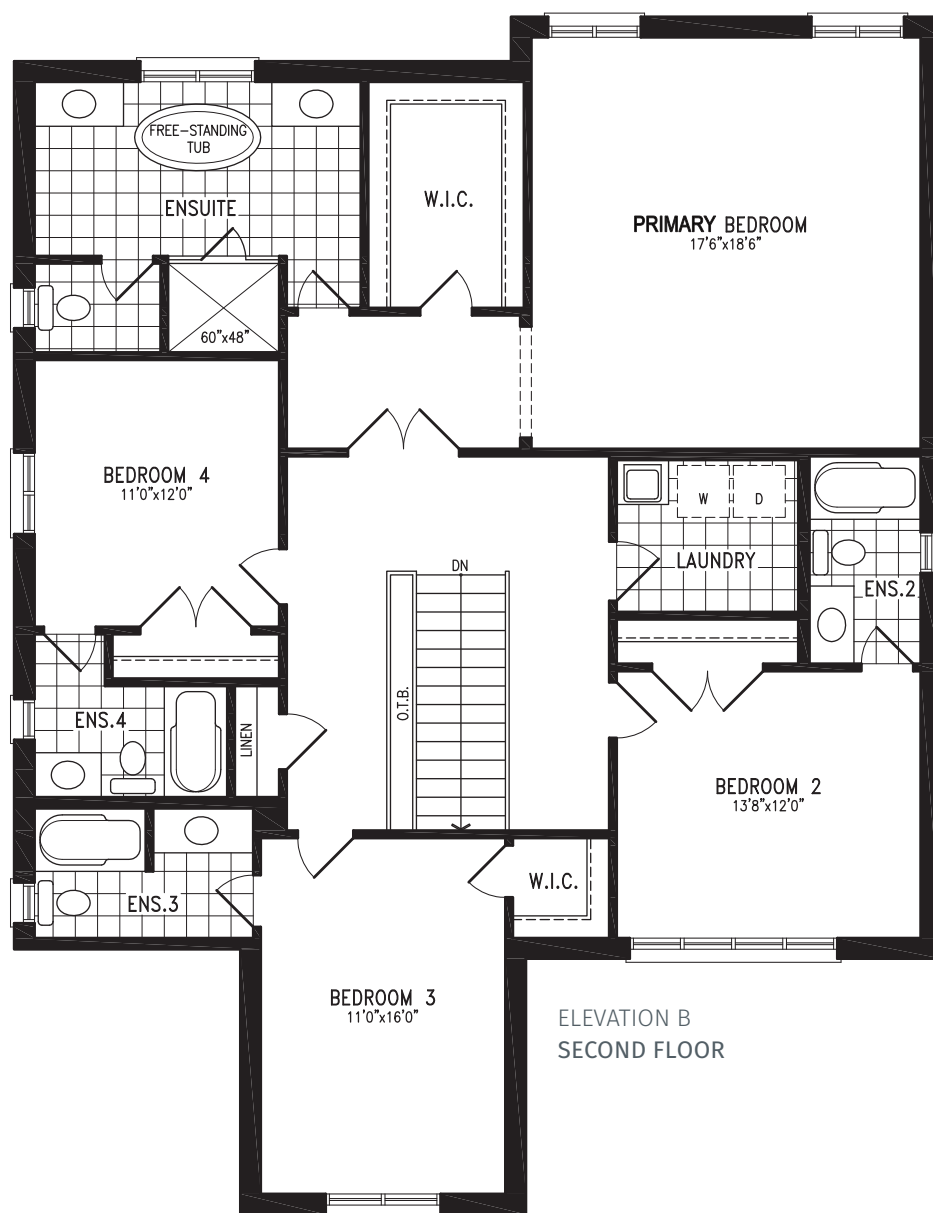 FREE-STANDING
TUB
ENSUITE
W.I.C.
PRIMARY BEDROOM
17'6"x18'6"
60"x48"
BEDROOM 4
11'0"x12'0"
W
D
LAUNDRY
DN
ENS.2
O.T.B.
ENS.4
LINEN
BEDROOM 2
13'8"x12'0"
W.I.C.
ENS.3
BEDROOM 3
11'0"x16'0"
ELEVATION B
SECOND FLOOR